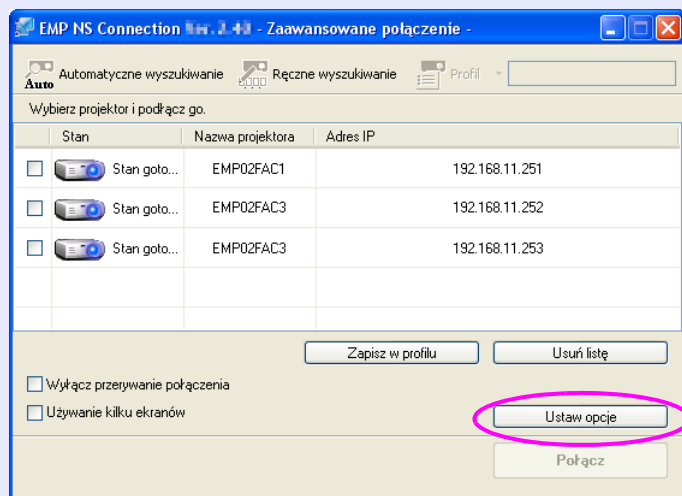 EMP NS Connection - Zaawansowane połączenie -
Auto Automatyczne wyszukiwanie Ręczne wyszukiwanie Profil
Wybierz projektor i podłącz go.
Stan Nazwa projektora Adres IP
Stan goto... EMP02FAC1 192.168.11.251
Stan goto... EMP02FAC3 192.168.11.252
Stan goto... EMP02FAC3 192.168.11.253
Zapisz w profilu Usuń listę
Wyłącz przerywanie połączenia
Używanie kilku ekranów Ustaw opcje
Połącz